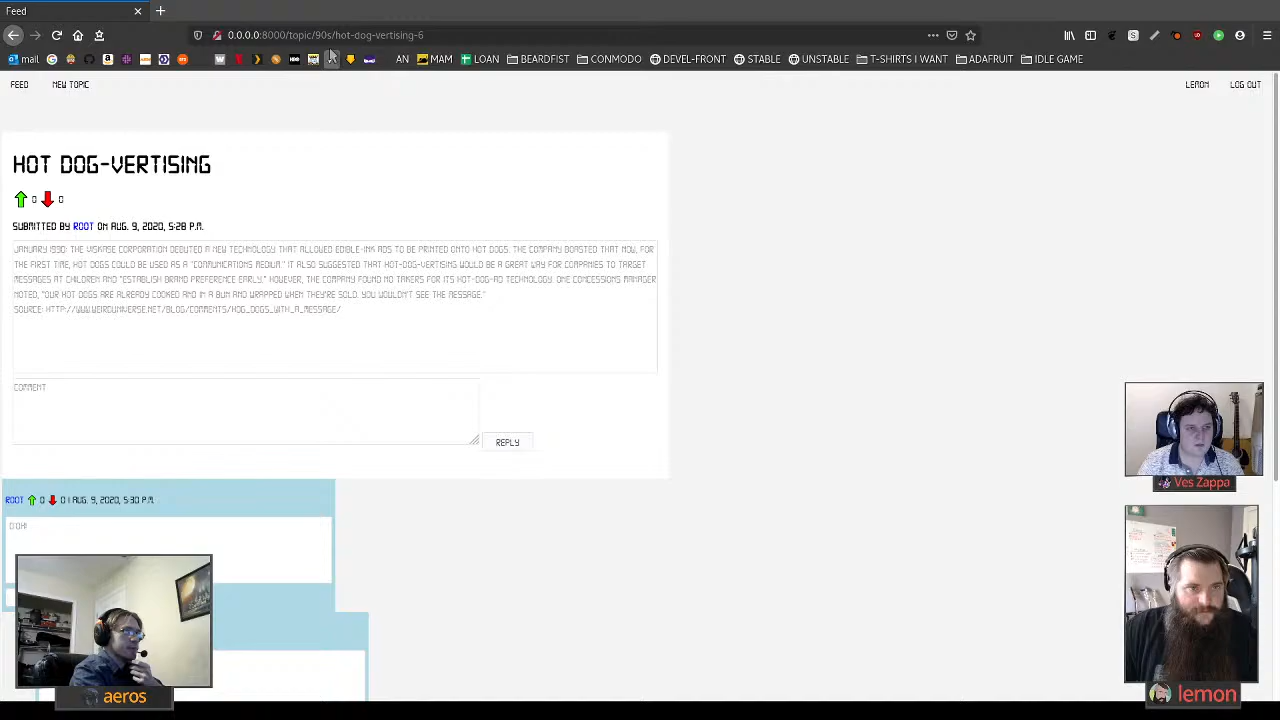 Feed
0.0.0.0:8000/topic/90s/hot-dog-vertising-6
mail
AN
MAM
LOAN
BEARDFIST
CONMODO
DEVEL-FRONT
STABLE
UNSTABLE
T-SHIRTS I WANT
ADAFRUIT
IDLE GAME
FEED
NEW TOPIC
LEMON
LOG OUT
HOT DOG-VERTISING
0 0
SUBMITTED BY ROOT ON AUG. 9, 2020, 5:28 P.M.
JANUARY 1990: THE VISKASE CORPORATION DEBUTED A NEW TECHNOLOGY THAT ALLOWED EDIBLE-INK ADS TO BE PRINTED ONTO HOT DOGS. THE COMPANY BOASTED THAT NOW, FOR
THE FIRST TIME, HOT DOGS COULD BE USED AS A "COMMUNICATIONS MEDIUM." IT ALSO SUGGESTED THAT HOT-DOG-VERTISING WOULD BE A GREAT WAY FOR COMPANIES TO TARGET
MESSAGES AT CHILDREN AND "ESTABLISH BRAND PREFERENCE EARLY." HOWEVER, THE COMPANY FOUND NO TAKERS FOR ITS HOT-DOG-AD TECHNOLOGY. ONE CONCESSIONS MANAGER
NOTED, "OUR HOT DOGS ARE ALREADY COOKED AND IN A BUN AND WRAPPED WHEN THEY'RE SOLD. YOU WOULDN'T SEE THE MESSAGE."
SOURCE: HTTP://WWW.WEIRDUNIVERSE.NET/BLOG/COMMENTS/HOG_DOGS_WITH_A_MESSAGE/
COMMENT
REPLY
ROOT 0 0 | AUG. 9, 2020, 5:30 P.M.
D'OH!
Ves Zappa
aeros
lemon